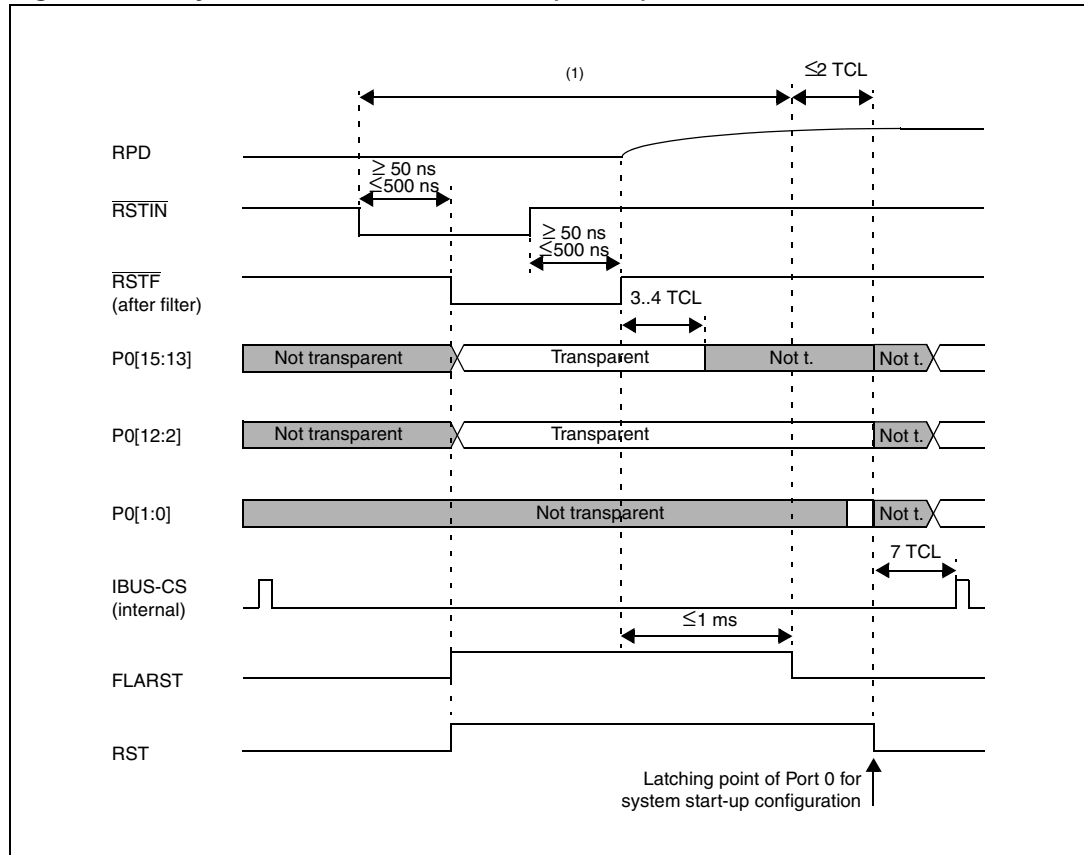 (1)
≤2 TCL
RPD
≥ 50 ns
≤500 ns
RSTIN
≥ 50 ns
≤500 ns
RSTF
(after filter)
3..4 TCL
P0[15:13]
Not transparent
Transparent
Not t.
Not t.
P0[12:2]
Not transparent
Transparent
Not t.
P0[1:0]
Not transparent
Not t.
7 TCL
IBUS-CS
(internal)
≤1 ms
FLARST
RST
Latching point of Port 0 for
system start-up configuration